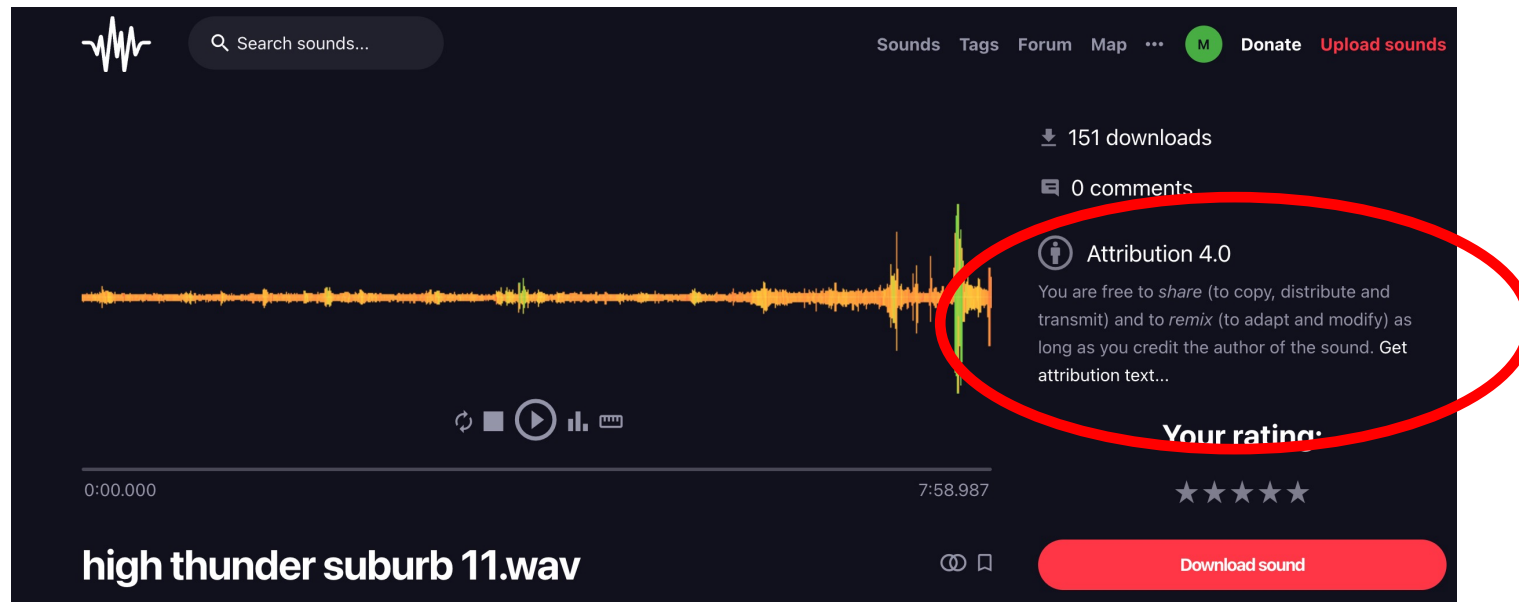 Search sounds...
Sounds Tags Forum Map ••• M Donate Upload sounds
151 downloads
0 comments
Attribution 4.0
You are free to share (to copy, distribute and
transmit) and to remix (to adapt and modify) as
long as you credit the author of the sound. Get
attribution text...
Your rating:
0:00.000
7:58.987
high thunder suburb 11.wav
Download sound